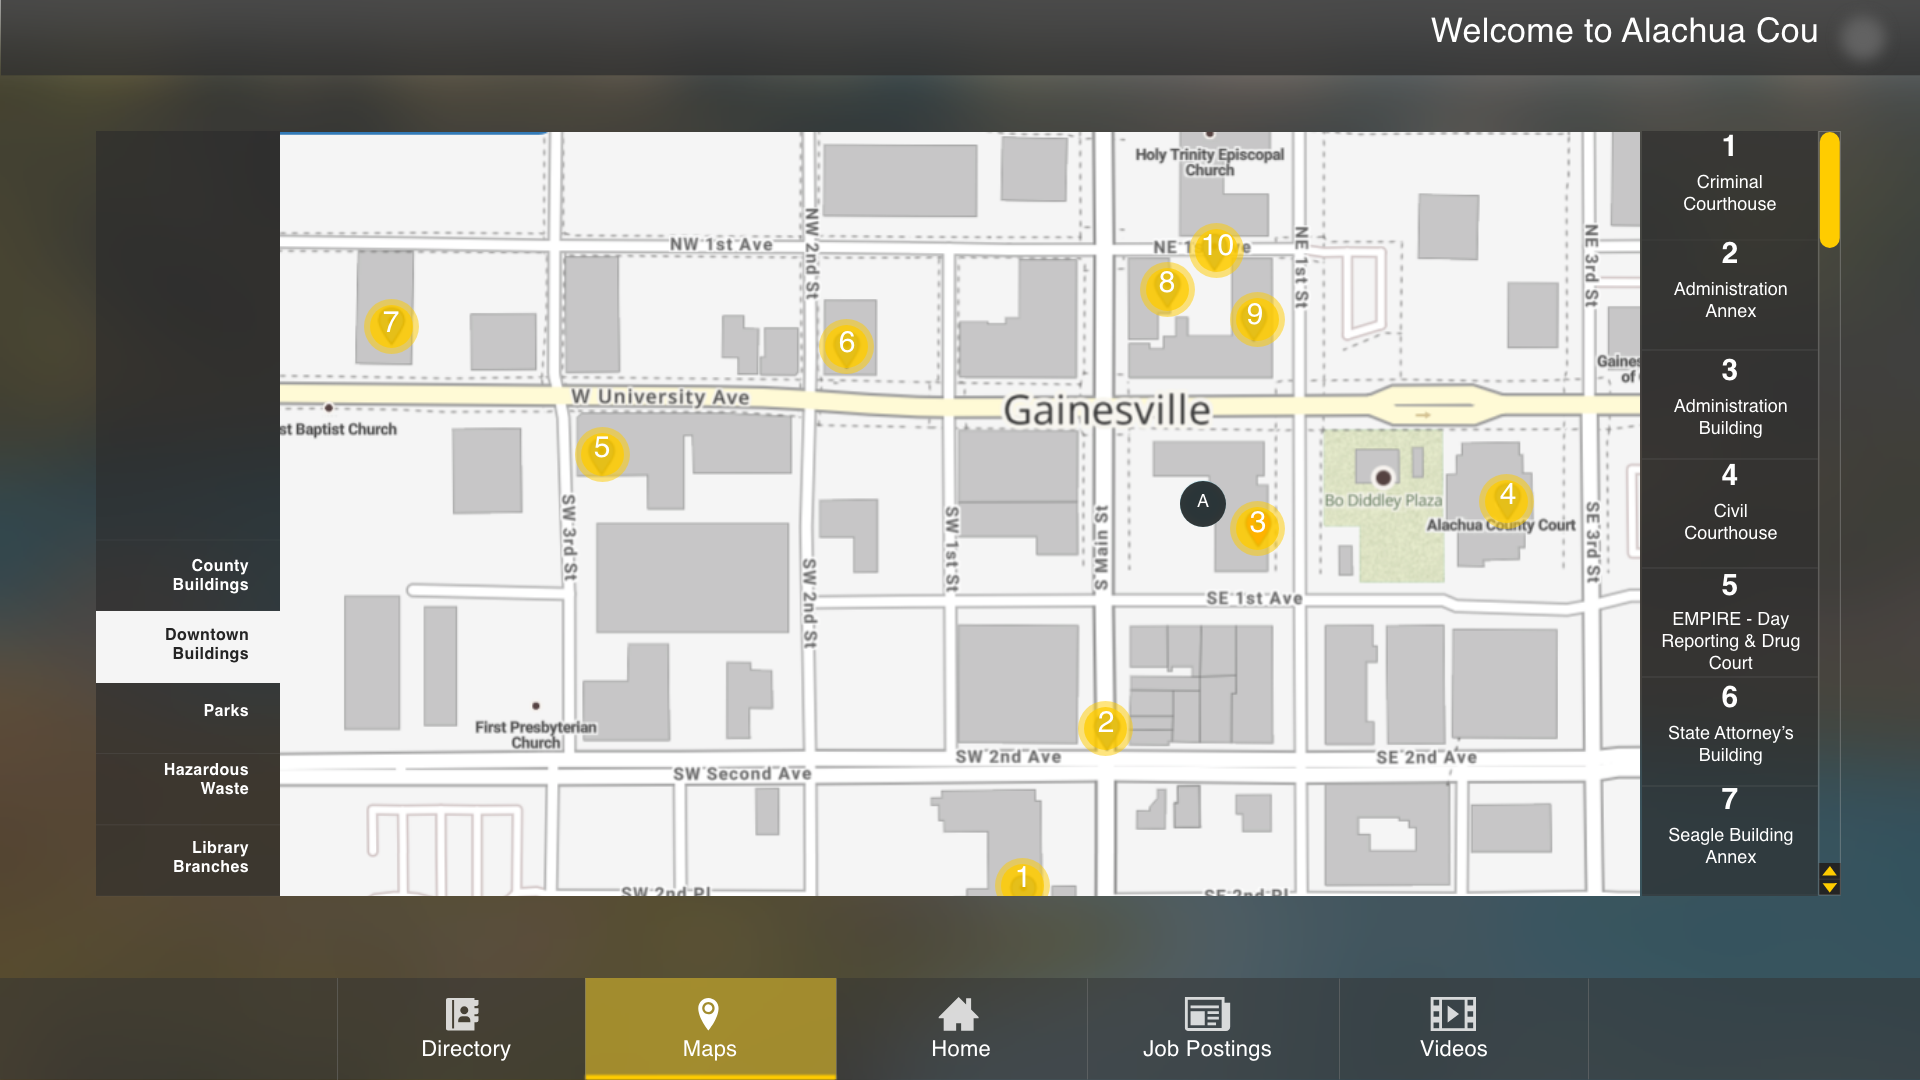 Welcome to Alachua Cou
County
Buildings
Downtown
Buildings
Parks
Hazardous
Waste
Library
Branches
Holy Trinity Episcopal
Church
NW 1st Ave
NW 2nd St
10
8
9
NE 1st St
NE 3rd St
7
6
W University Ave
Gainesville
st Baptist Church
5
SW 3rd St
SW 2nd St
SW 1st St
S Main St
A
3
Bo Diddley Plaza
4
Alachua County Court
SE 3rd St
SE 1st Ave
First Presbyterian
Church
2
SW 2nd Ave
SE 2nd Ave
SW Second Ave
1
SW 2nd Pl
SE 2nd Pl
1
Criminal
Courthouse
2
Administration
Annex
3
Administration
Building
4
Civil
Courthouse
5
EMPIRE - Day
Reporting & Drug
Court
6
State Attorney's
Building
7
Seagle Building
Annex
Directory
Maps
Home
Job Postings
Videos